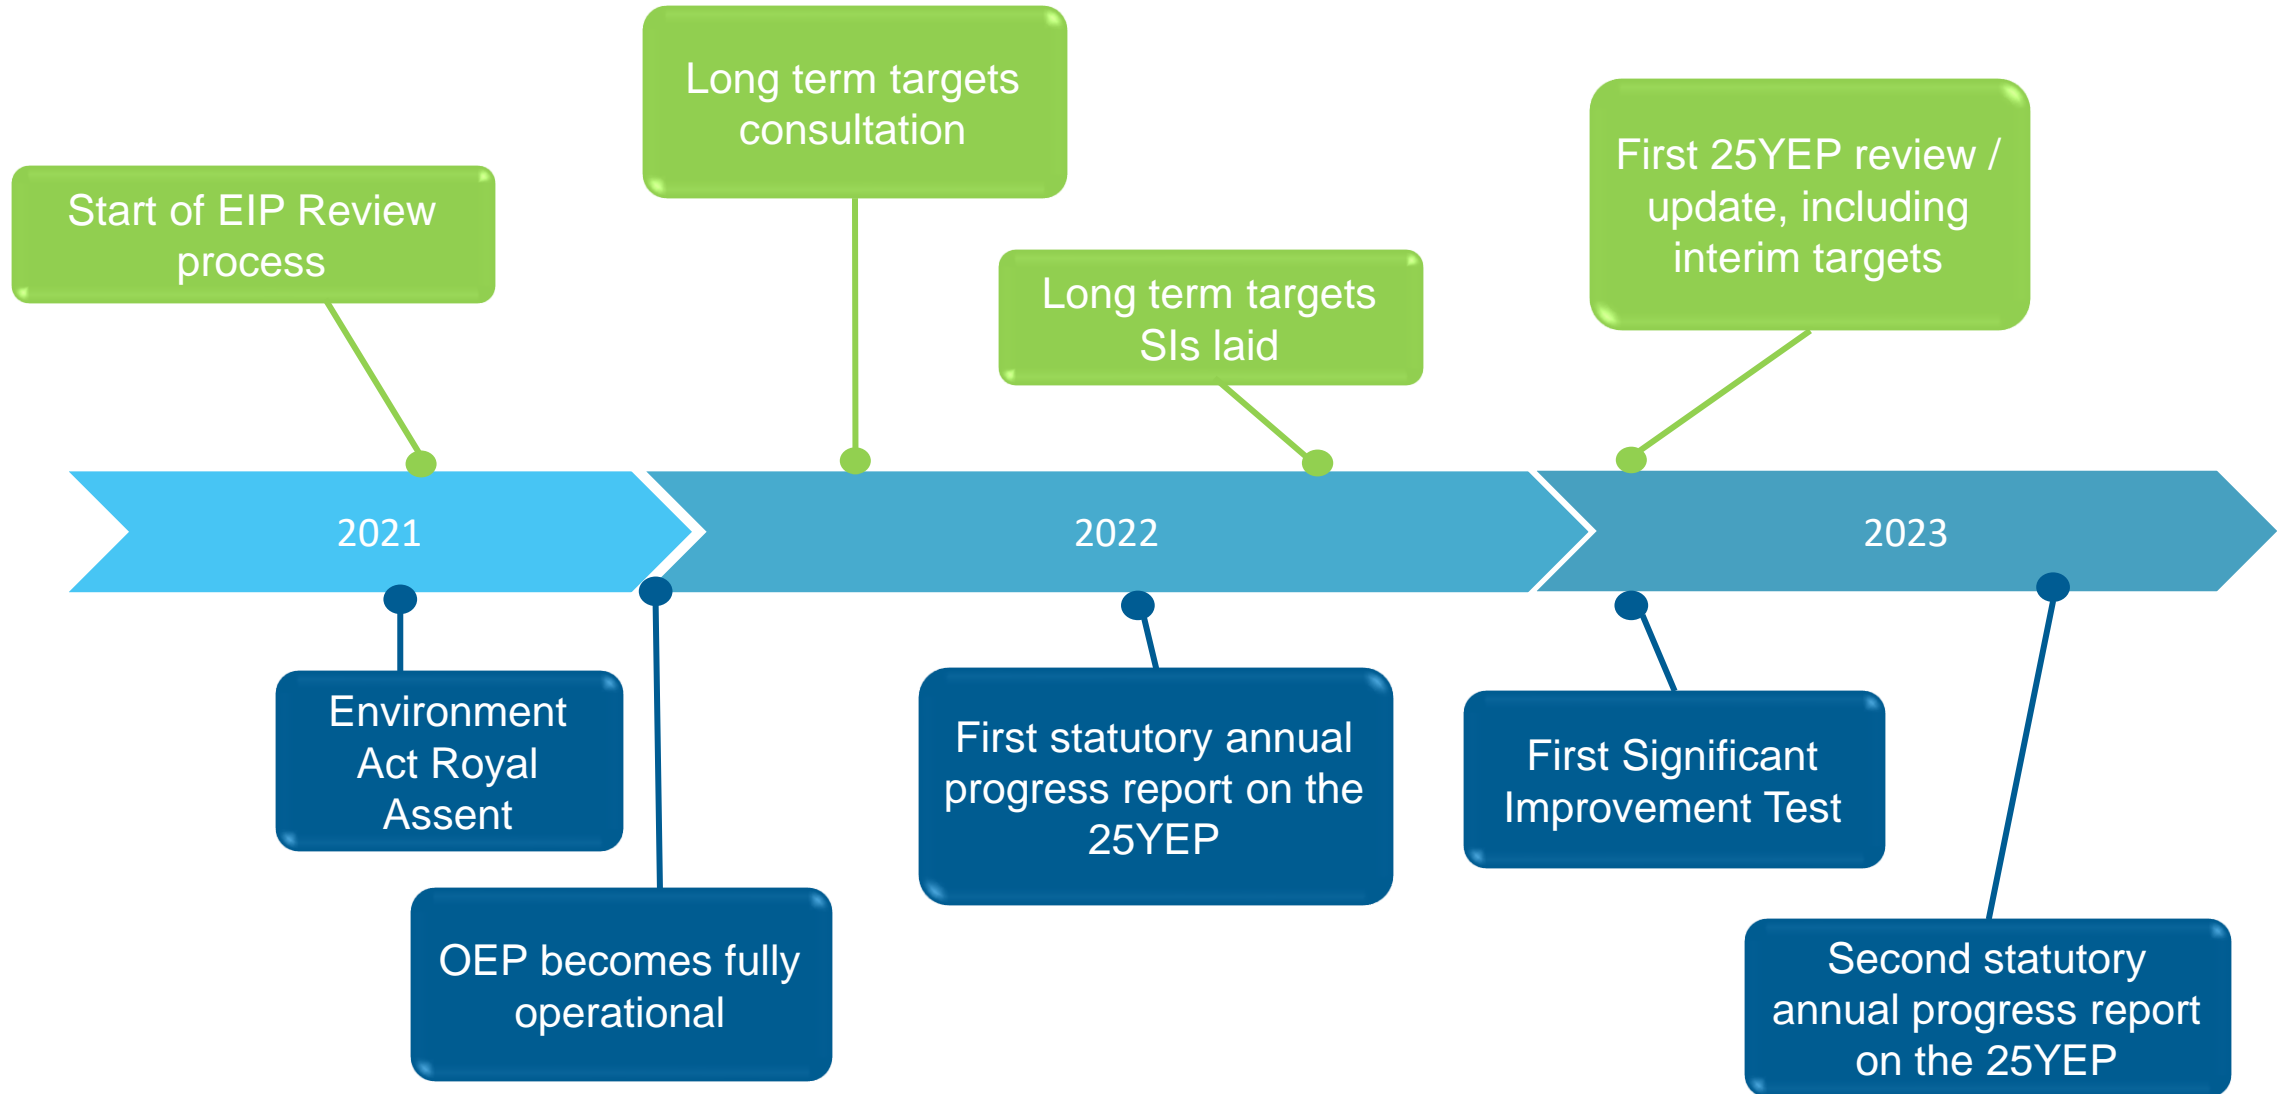 Long term targets
consultation
Start of EIP Review
process
First 25YEP review /
update, including
interim targets
Long term targets
SIs laid
2021
2022
2023
Environment
Act Royal
Assent
First statutory annual
progress report on the
25YEP
First Significant
Improvement Test
OEP becomes fully
operational
Second statutory
annual progress report
on the 25YEP